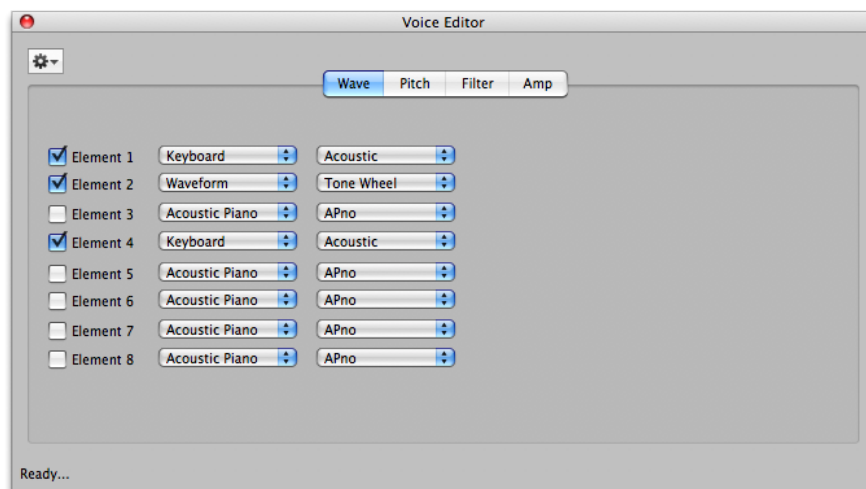 Voice Editor
Wave Pitch Filter Amp
Element 1 Keyboard Acoustic
Element 2 Waveform Tone Wheel
Element 3 Acoustic Piano APno
Element 4 Keyboard Acoustic
Element 5 Acoustic Piano APno
Element 6 Acoustic Piano APno
Element 7 Acoustic Piano APno
Element 8 Acoustic Piano APno
Ready...